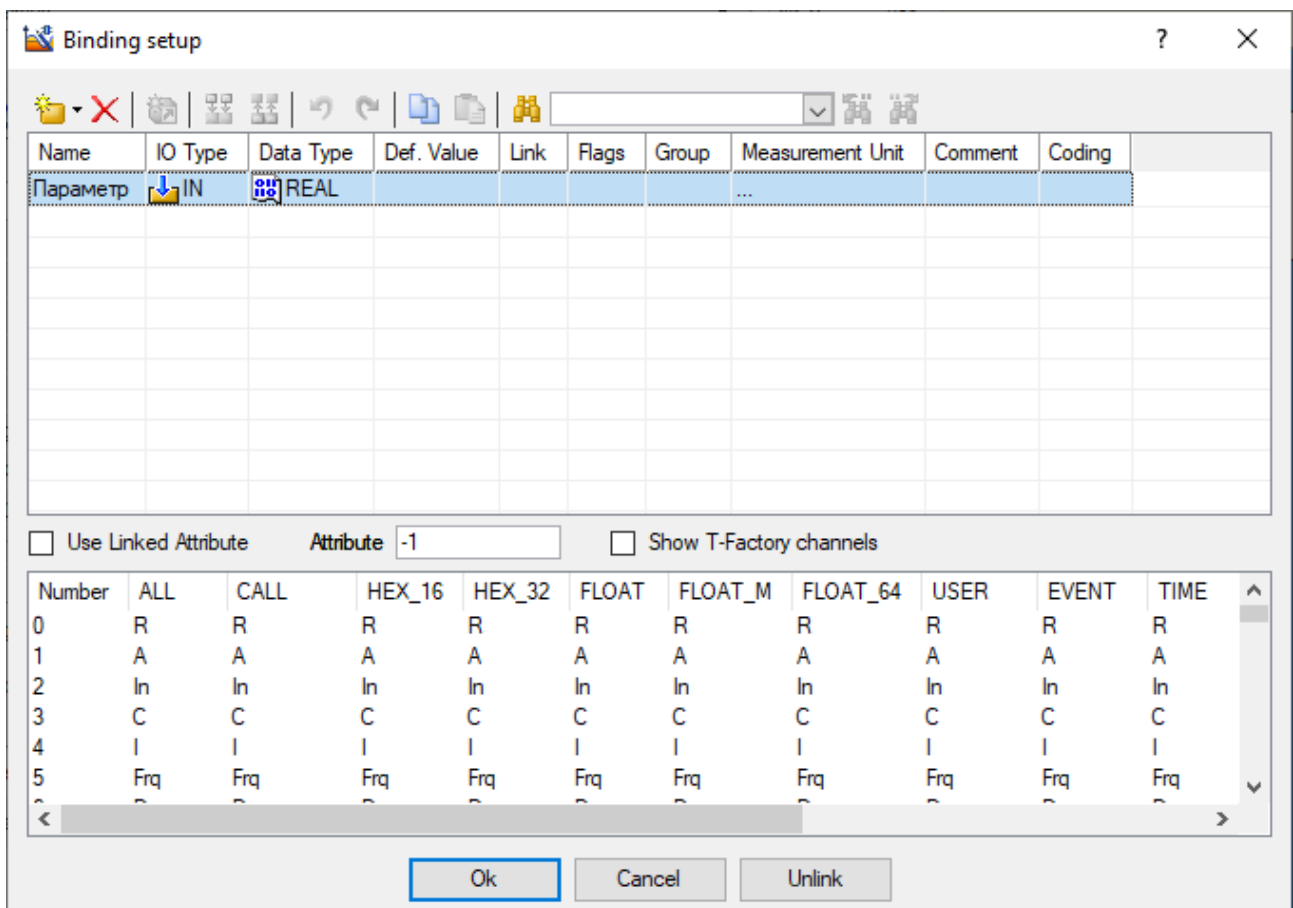 Binding setup ?
Name IO Type Data Type Def. Value Link Flags Group Measurement Unit Comment Coding
Параметр IN REAL ...
Use Linked Attribute Attribute -1 Show T-Factory channels
Number ALL CALL HEX_16 HEX_32 FLOAT FLOAT_M FLOAT_64 USER EVENT TIME
0 R R R R R R R R R R
1 A A A A A A A A A A
2 In In In In In In In In In In
3 C C C C C C C C C C
4 I I I I I I I I I I
5 Frq Frq Frq Frq Frq Frq Frq Frq Frq Frq
Ok Cancel Unlink